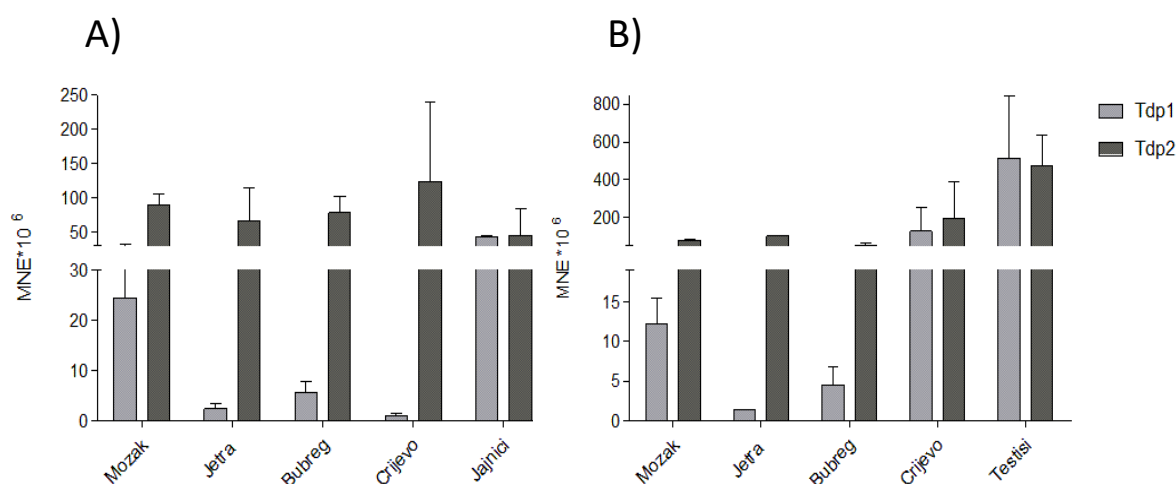 A)
B)
250
200
150
100
50
30
20
10
0
MNE*10 6
Mozak
Jetra
Bubreg
Crijevo
Jajnici
800
600
400
200
15
10
5
0
MNE *10 6
Mozak
Jetra
Bubreg
Crijevo
Testisi
Tdp1
Tdp2